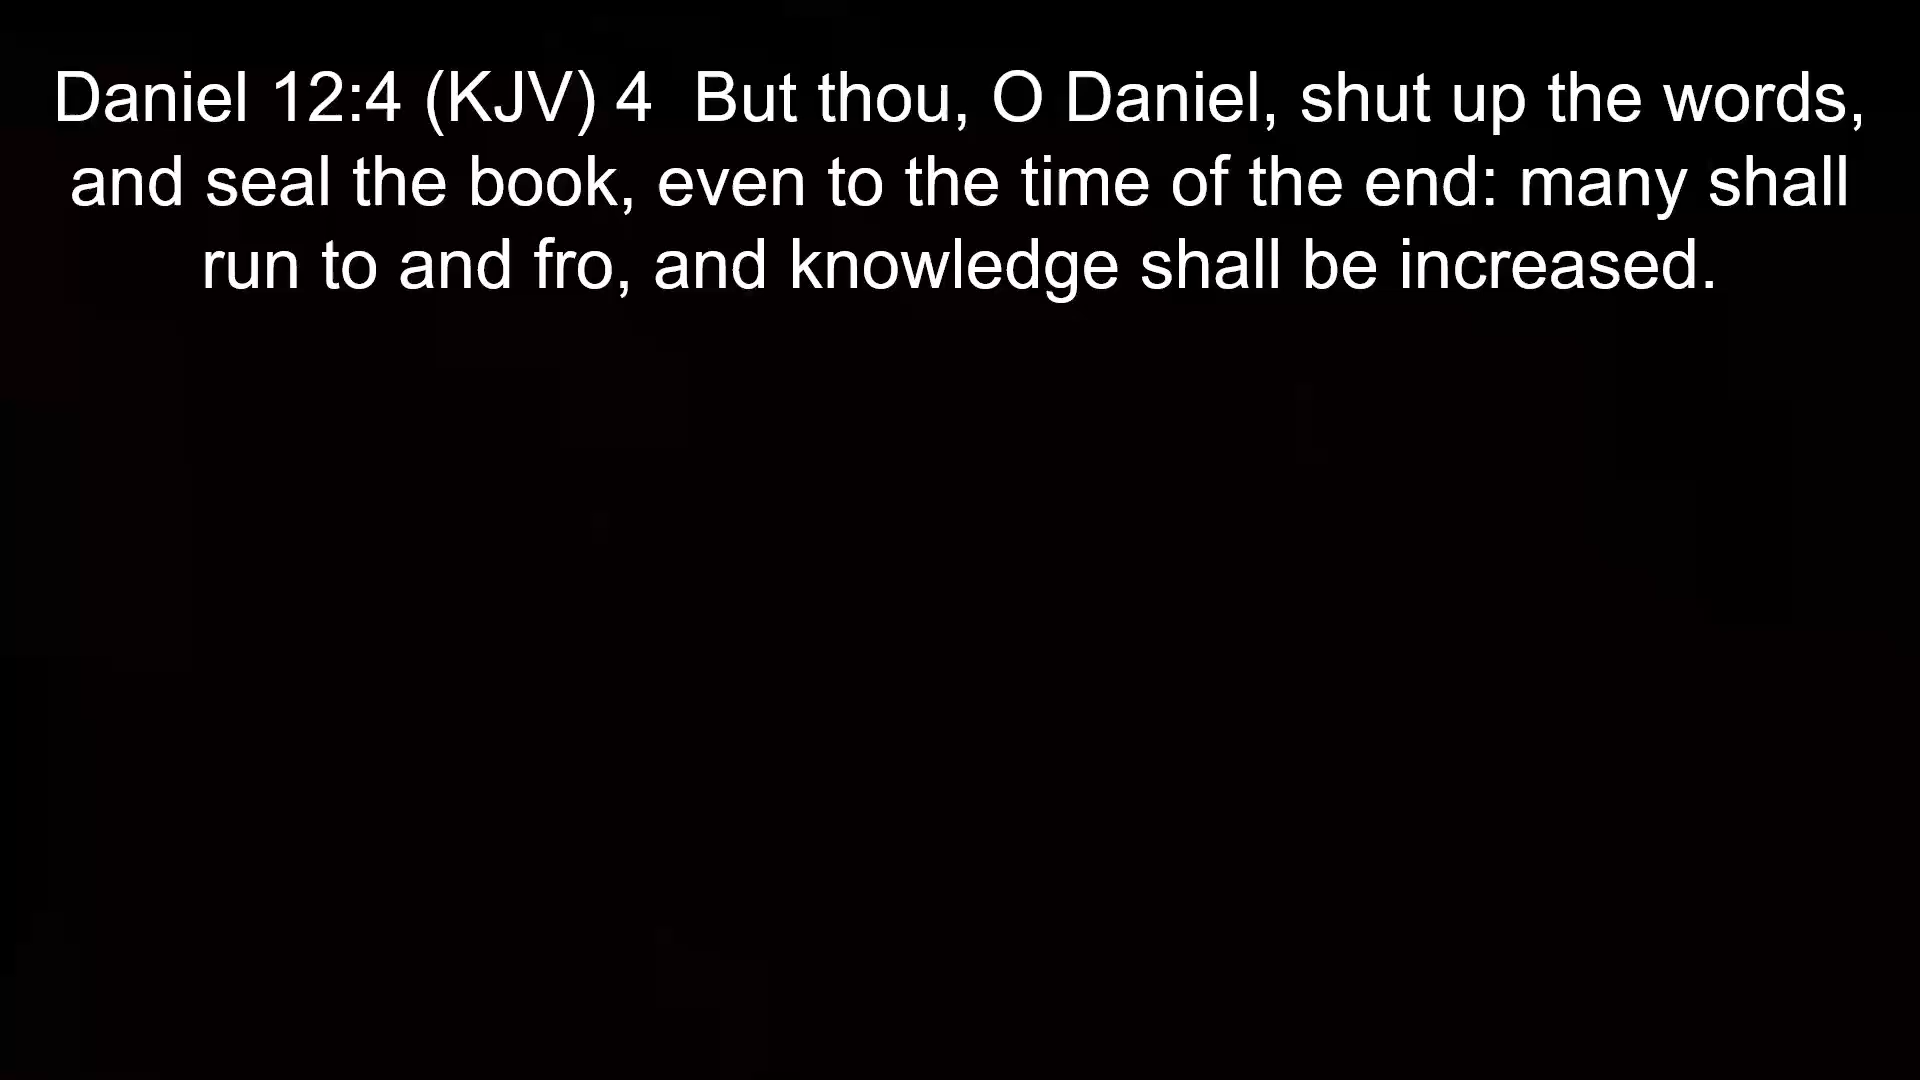 Daniel 12:4 (KJV) 4  But thou, O Daniel, shut up the words,
and seal the book, even to the time of the end: many shall
run to and fro, and knowledge shall be increased.